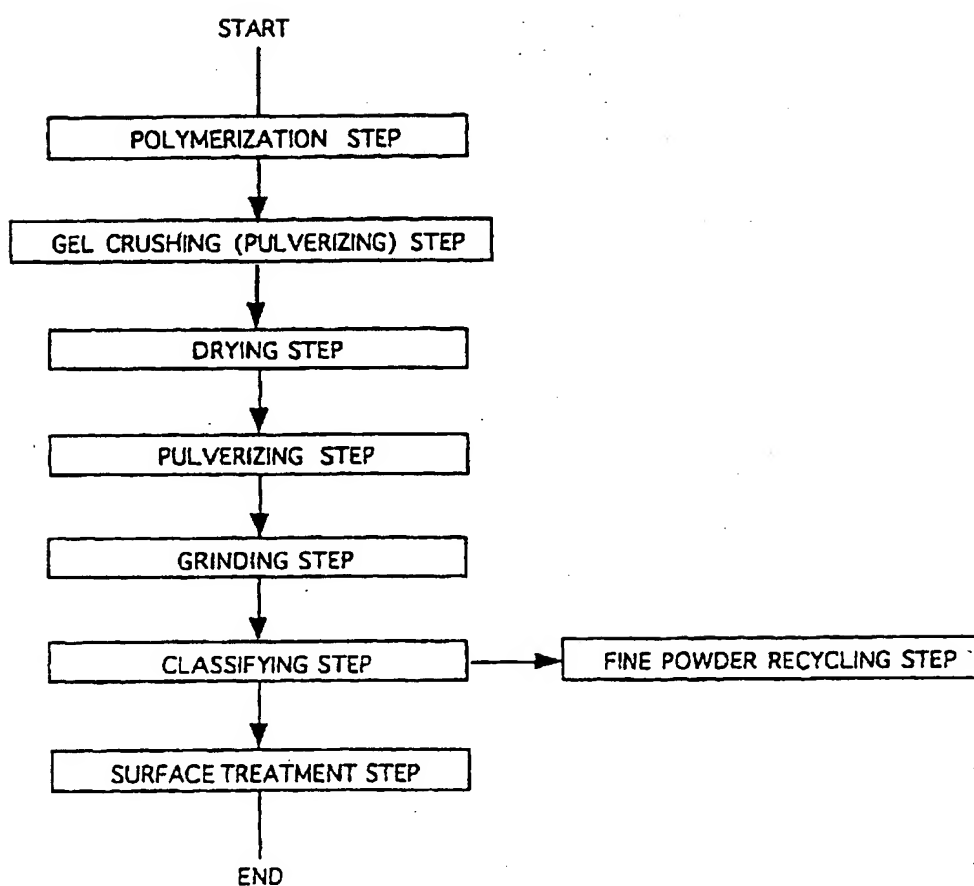 START
POLYMERIZATION STEP
GEL CRUSHING (PULVERIZING) STEP
DRYING STEP
PULVERIZING STEP
GRINDING STEP
CLASSIFYING STEP
FINE POWDER RECYCLING STEP
SURFACE TREATMENT STEP
END